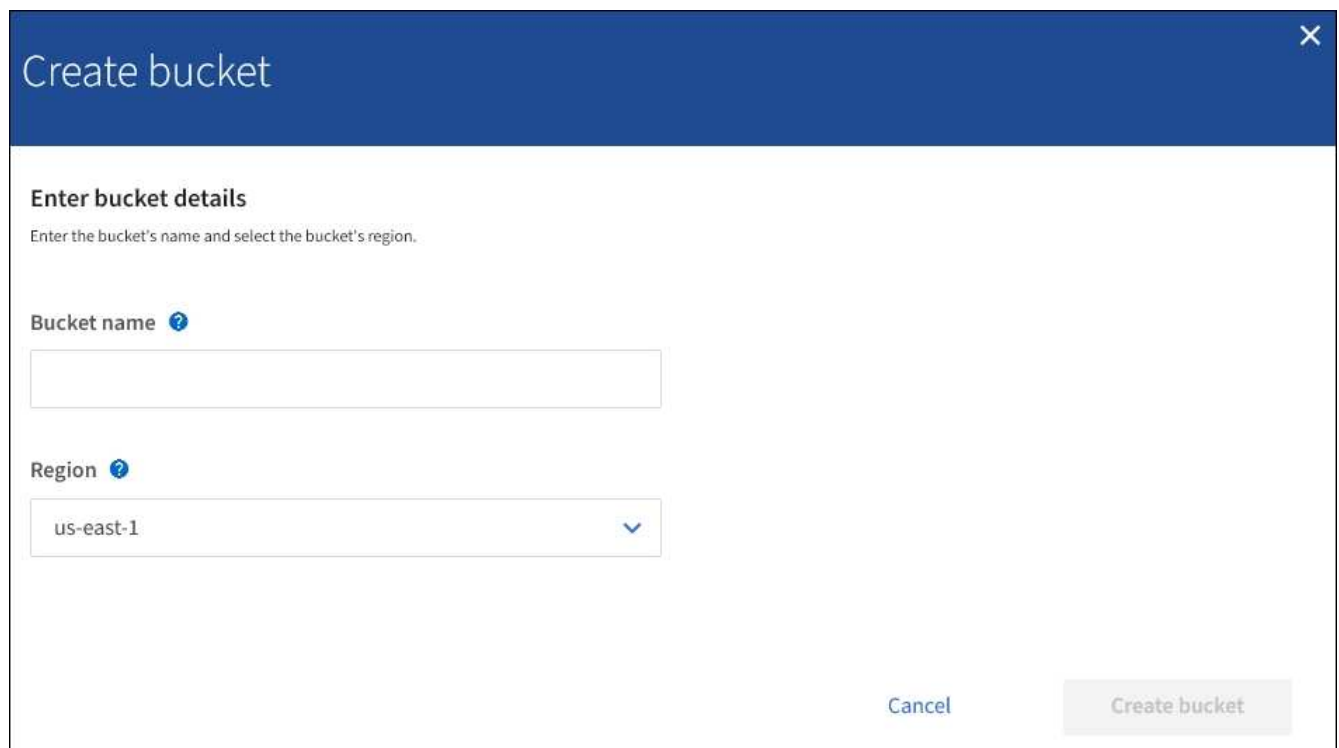 Create bucket
Enter bucket details
Enter the bucket's name and select the bucket's region.
Bucket name
Region
us-east-1
Cancel
Create bucket